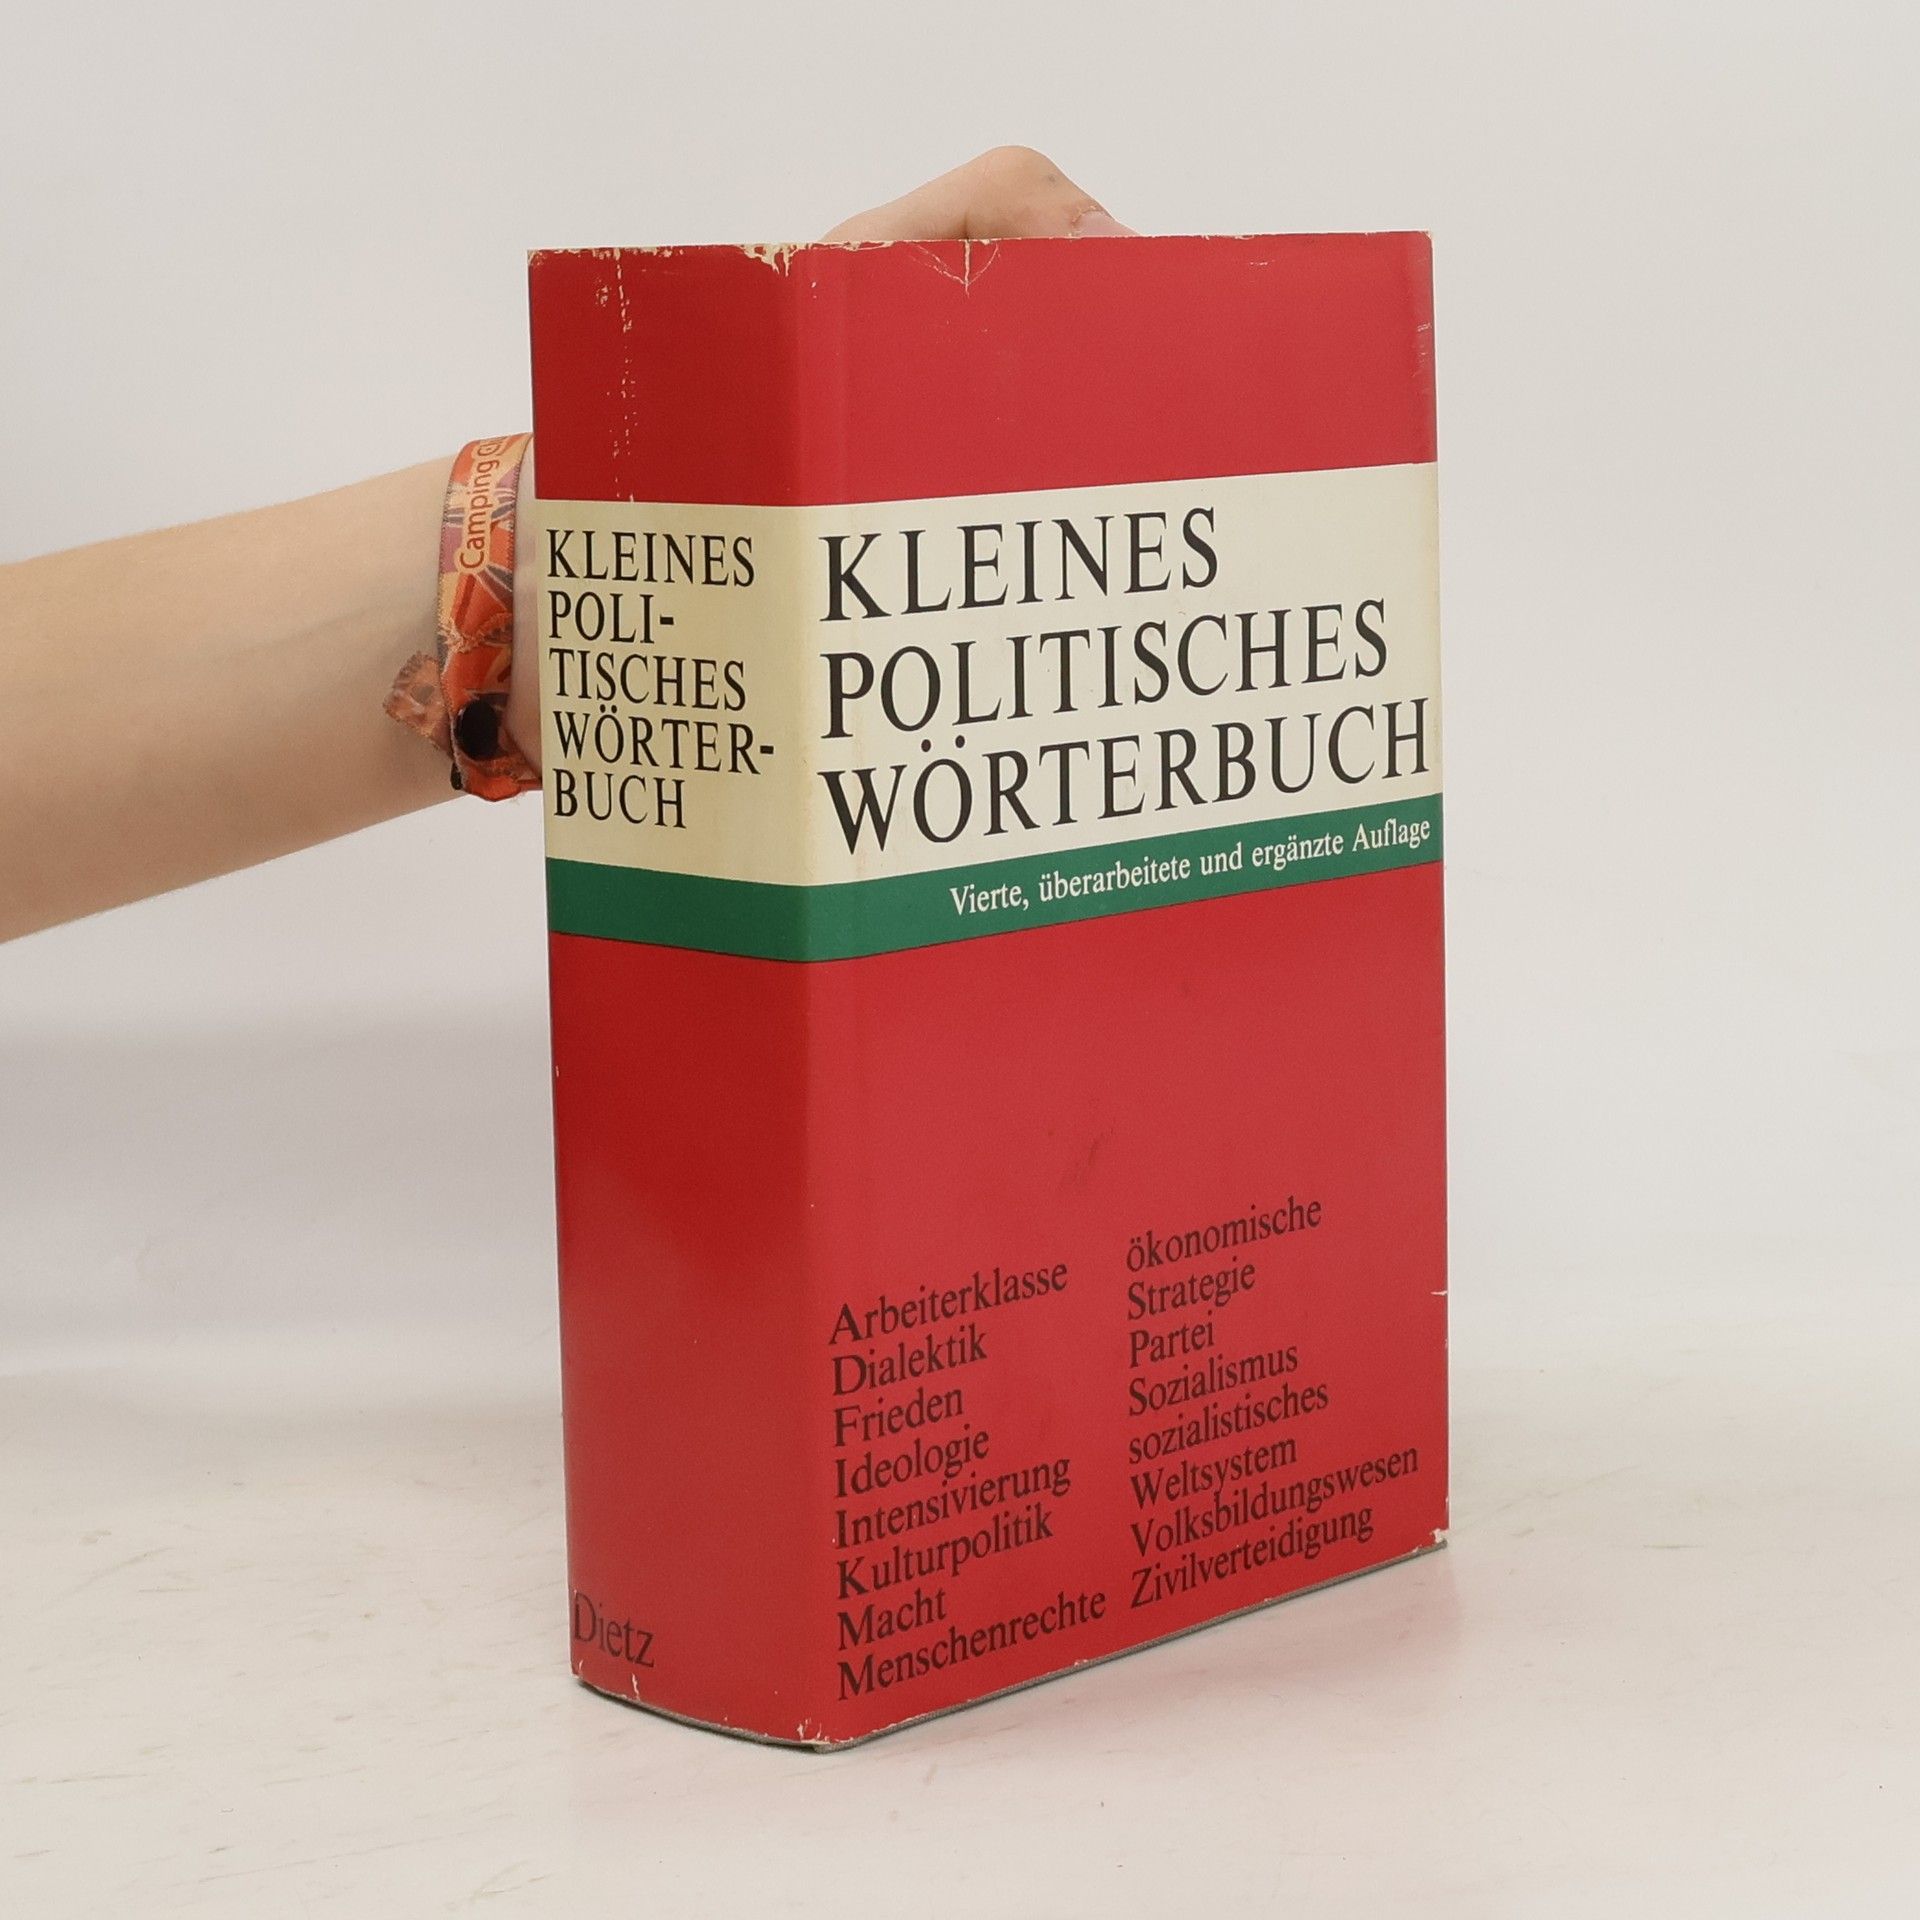 Camping
KLEINES
POLI-
TISCHES
WÖRTER-
BUCH
Dietz
KLEINES
POLITISCHES
WÖRTERBUCH
Vierte, überarbeitete und ergänzte Auflage
Arbeiterklasse
Dialektik
Frieden
Ideologie
Intensivierung
Kulturpolitik
Macht
Menschenrechte
ökonomische
Strategie
Partei
Sozialismus
sozialistisches
Weltsystem
Volksbildungswesen
Zivilverteidigung